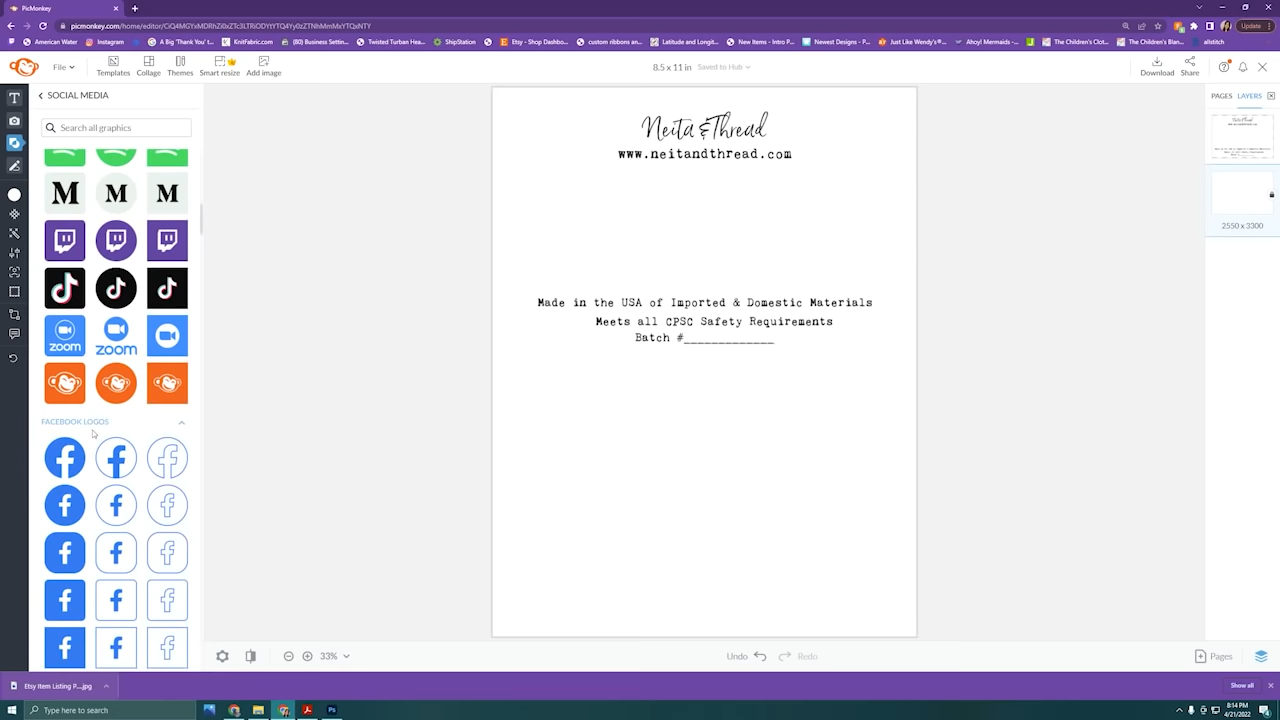 PicMonkey
picmonkey.com/home/editor/
American Water
Instagram
A Big 'Thank You' t...
KnitFabric.com
(80) Business Settin...
Twisted Turban Hea...
ShipStation
Etsy - Shop Dashbo...
custom ribbons an...
Latitude and Longit...
New Items - Intro P...
Newest Designs - P...
Just Like Wendy's®...
Ahoy! Mermaids -...
The Children's Clot...
The Children's Blan...
allstitch
Update
File
Templates
Collage
Themes
Smart resize
Add image
8.5 x 11 in
Saved to Hub
Download
Share
SOCIAL MEDIA
Search all graphics
PAGES
LAYERS
M
M
M
zoom
zoom
FACEBOOK LOGOS
Neita & Thread
www.neitandthread.com
Made in the USA of Imported & Domestic Materials
Meets all CPSC Safety Requirements
Batch #_____________
2550 x 3300
33%
Undo
Redo
Pages
Etsy Item Listing P....jpg
Show all
Type here to search
8:14 PM
4/21/2022